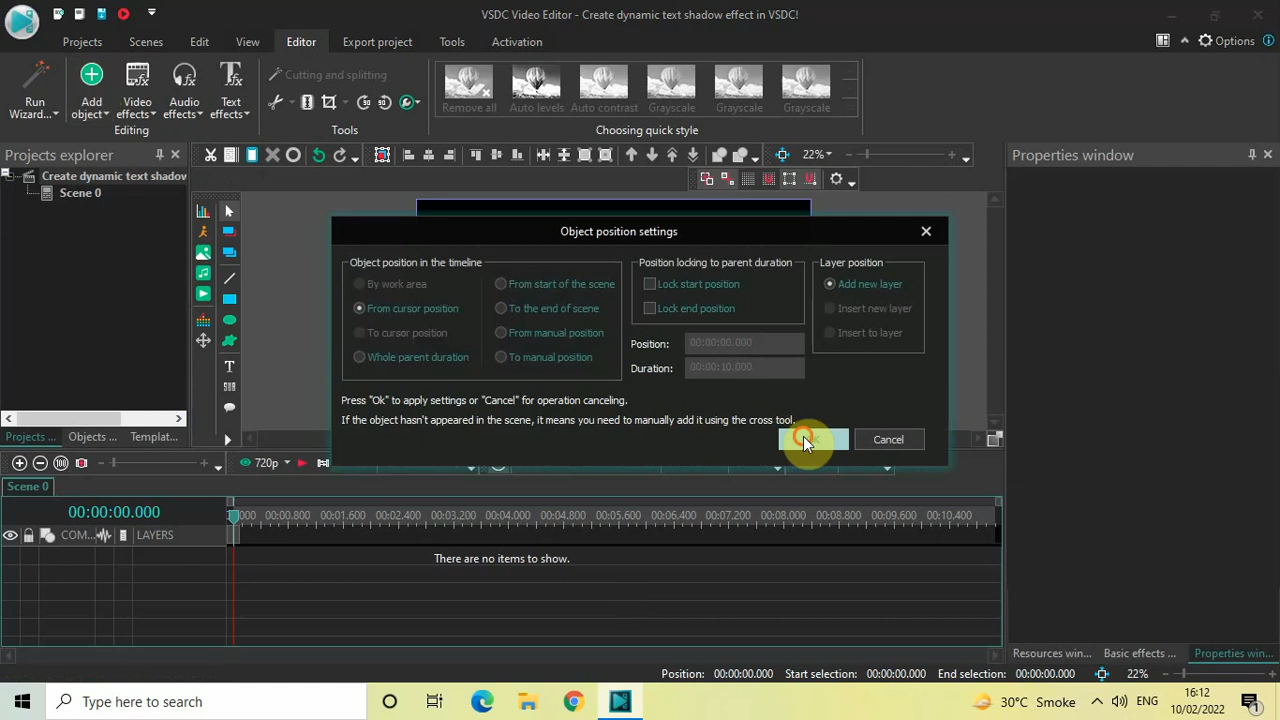 VSDC Video Editor - Create dynamic text shadow effect in VSDC!
Projects Scenes Edit View Editor Export project Tools Activation Options
Run Wizard...
Add object
Video effects
Audio effects
Text effects
Editing
Cutting and splitting
Tools
Remove all Auto levels Auto contrast Grayscale Grayscale Grayscale
Choosing quick style
Projects explorer
22%
Properties window
Create dynamic text shadow
Scene 0
Object position settings
Object position in the timeline
By work area
From cursor position
To cursor position
Whole parent duration
From start of the scene
To the end of scene
From manual position
To manual position
Position locking to parent duration
Lock start position
Lock end position
Position: 00:00:00.000
Duration: 00:00:10.000
Layer position
Add new layer
Insert new layer
Insert to layer
Press "Ok" to apply settings or "Cancel" for operation canceling.
If the object hasn't appeared in the scene, it means you need to manually add it using the cross tool.
Cancel
Projects ... Objects ... Templat...
720p
Scene 0
00:00:00.000
000 00:00.800 00:01.600 00:02.400 00:03.200 00:04.000 00:04.800 00:05.600 00:06.400 00:07.200 00:08.000 00:08.800 00:09.600 00:10.400
COM... LAYERS
There are no items to show.
Resources win... Basic effects ... Properties win...
Position: 00:00:00.000 Start selection: 00:00:00.000 End selection: 00:00:00.000 22%
Type here to search
30°C Smoke
ENG
16:12
10/02/2022
1